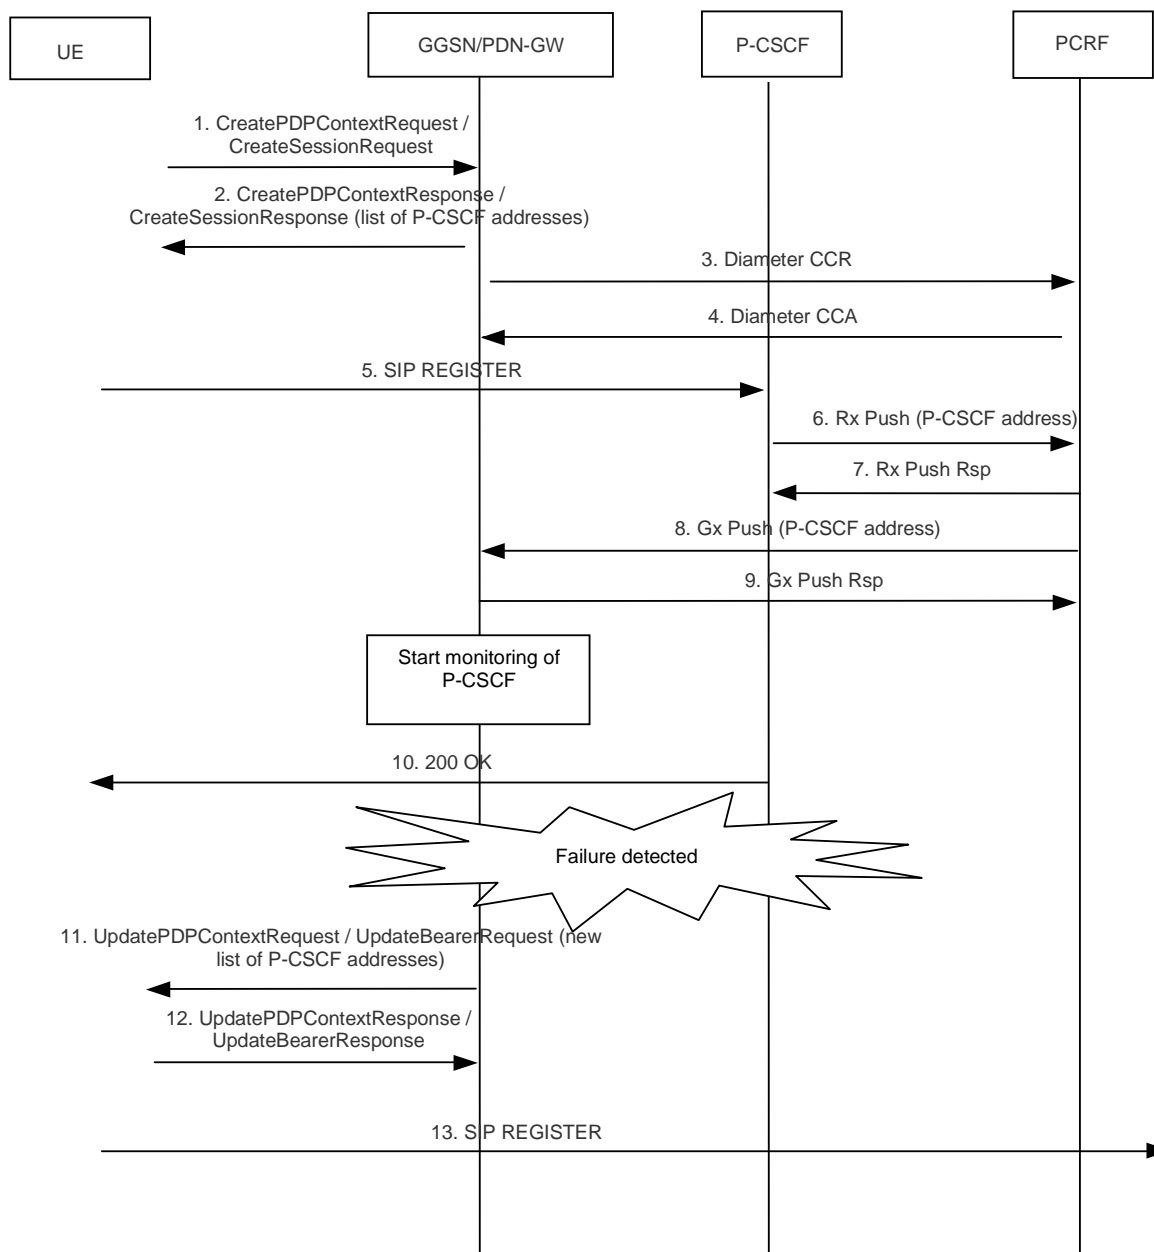 UE
GGSN/PDN-GW
P-CSCF
PCRF
1. CreatePDPContextRequest /
CreateSessionRequest
2. CreatePDPContextResponse /
CreateSessionResponse (list of P-CSCF addresses)
3. Diameter CCR
4. Diameter CCA
5. SIP REGISTER
6. Rx Push (P-CSCF address)
7. Rx Push Rsp
8. Gx Push (P-CSCF address)
9. Gx Push Rsp
Start monitoring of
P-CSCF
10. 200 OK
Failure detected
11. UpdatePDPContextRequest / UpdateBearerRequest (new
list of P-CSCF addresses)
12. UpdatePDPContextResponse /
UpdateBearerResponse
13. SIP REGISTER